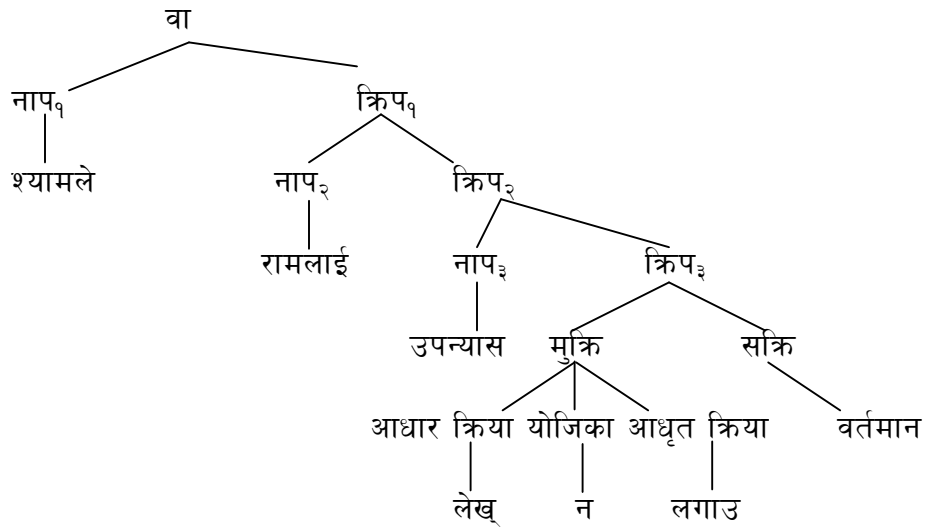 वा
नाप१ क्रिप१
श्यामले नाप२ क्रिप२
रामलाई नाप३ क्रिप३
उपन्यास मुक्रि सक्रि
आधार क्रिया योजिका आधृत क्रिया वर्तमान
लेख् न लगाउ